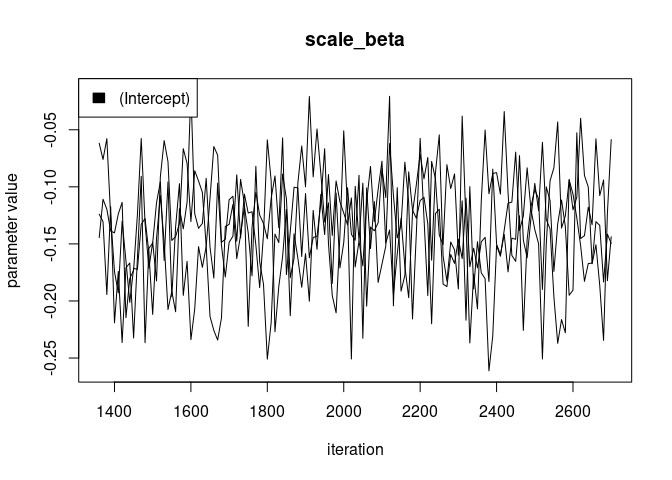 scale_beta
(Intercept)
-0.05
-0.10
-0.15
-0.20
-0.25
parameter value
1400 1600 1800 2000 2200 2400 2600
iteration